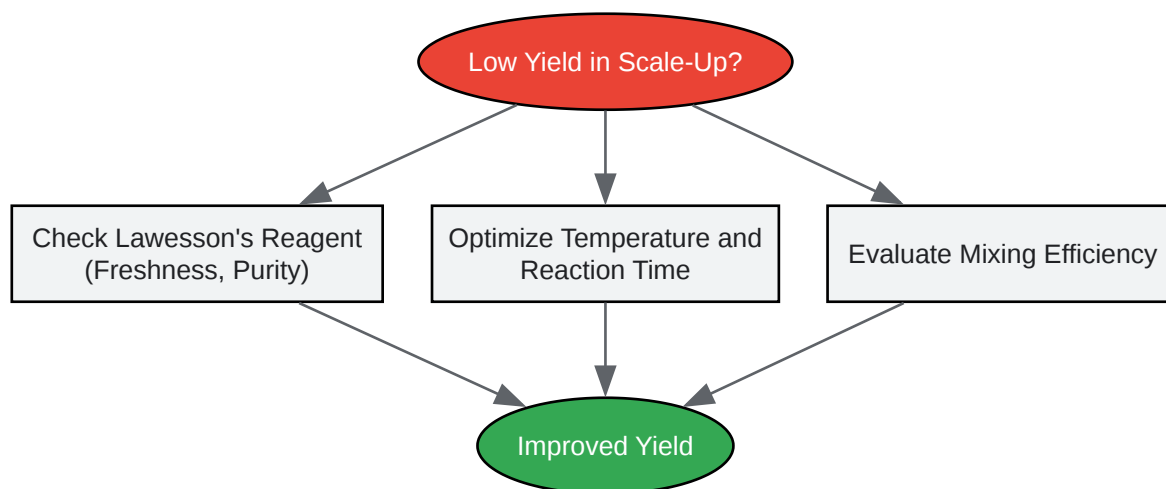 Low Yield in Scale-Up?
Check Lawesson's Reagent
(Freshness, Purity)
Optimize Temperature and
Reaction Time
Evaluate Mixing Efficiency
Improved Yield